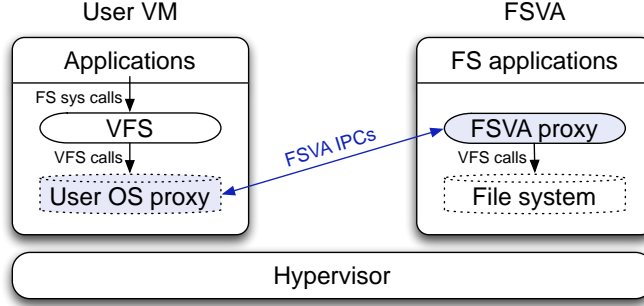 User VM
FSVA
Applications
FS applications
FS sys calls
VFS
FSVA IPCs
FSVA proxy
VFS calls
VFS calls
User OS proxy
File system
Hypervisor